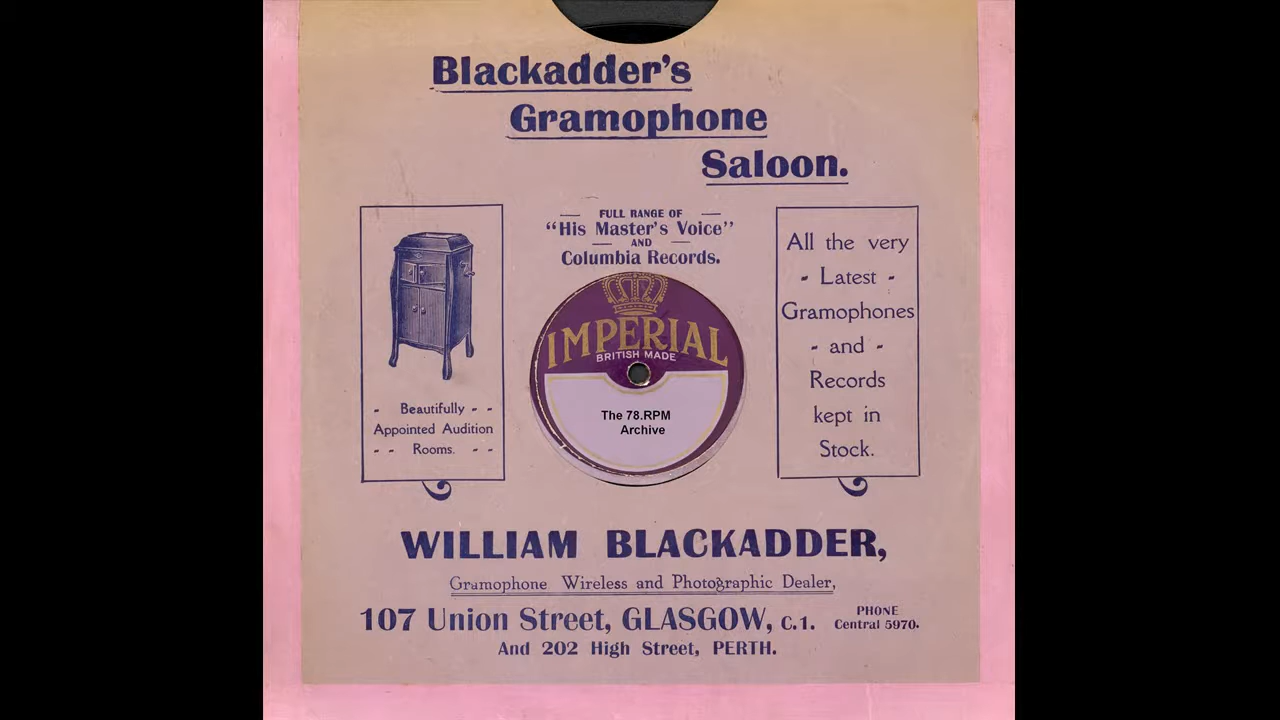 Blackadder's
Gramophone
Saloon.
FULL RANGE OF
"His Master's Voice"
AND
Columbia Records.
- Beautifully - -
Appointed Audition
- - Rooms. - -
IMPERIAL
BRITISH MADE
The 78.RPM
Archive
All the very
- Latest -
Gramophones
- and -
Records
kept in
Stock.
WILLIAM BLACKADDER,
Gramophone Wireless and Photographic Dealer,
107 Union Street, GLASGOW, C.1.
PHONE
Central 5970.
And 202 High Street, PERTH.